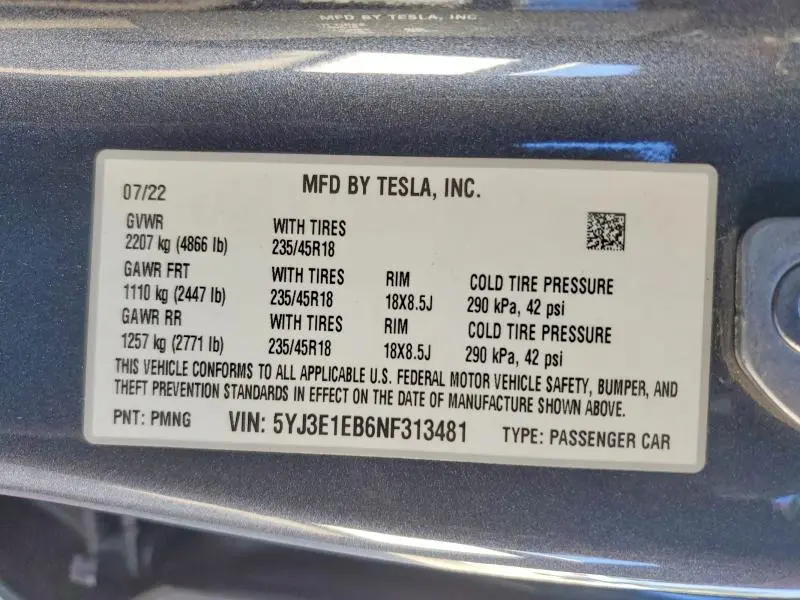 MFD BY TESLA, INC.
07/22
MFD BY TESLA, INC.
GVWR
2207 kg (4866 lb)
WITH TIRES
235/45R18
GAWR FRT
1110 kg (2447 lb)
WITH TIRES
235/45R18
RIM
18X8.5J
COLD TIRE PRESSURE
290 kPa, 42 psi
GAWR RR
1257 kg (2771 lb)
WITH TIRES
235/45R18
RIM
18X8.5J
COLD TIRE PRESSURE
290 kPa, 42 psi
THIS VEHICLE CONFORMS TO ALL APPLICABLE U.S. FEDERAL MOTOR VEHICLE SAFETY, BUMPER, AND
THEFT PREVENTION STANDARDS IN EFFECT ON THE DATE OF MANUFACTURE SHOWN ABOVE.
PNT: PMNG VIN: 5YJ3E1EB6NF313481 TYPE: PASSENGER CAR